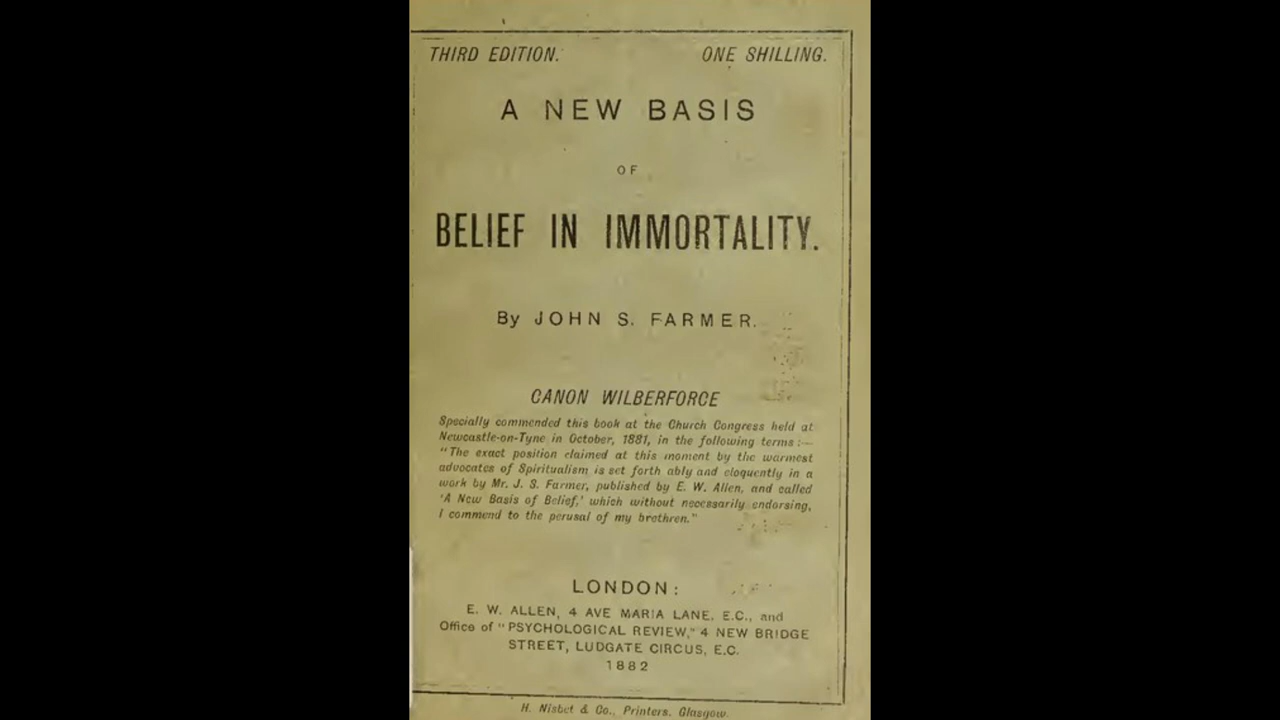 THIRD EDITION. ONE SHILLING.
A NEW BASIS
OF
BELIEF IN IMMORTALITY.
By JOHN S. FARMER.
CANON WILBERFORCE
Specially commended this book at the Church Congress held at
Newcastle-on-Tyne in October, 1881, in the following terms:—
"The exact position claimed at this moment by the warmest
advocates of Spiritualism is set forth ably and eloquently in a
work by Mr. J. S. Farmer, published by E. W. Allen, and called
'A New Basis of Belief,' which without necessarily endorsing,
I commend to the perusal of my brethren."
LONDON:
E. W. ALLEN, 4 AVE MARIA LANE, E.C., and
Office of "PSYCHOLOGICAL REVIEW," 4 NEW BRIDGE
STREET, LUDGATE CIRCUS, E.C.
1882
H. Nisbet & Co., Printers. Glasgow.